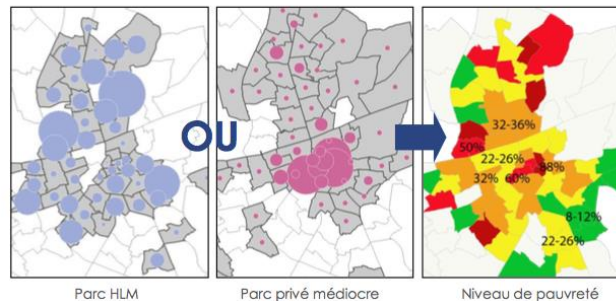 OU
32-36%
50%
22-26%
88%
32%
60%
8-12%
22-26%
Parc HLM
Parc privé médiocre
Niveau de pauvreté